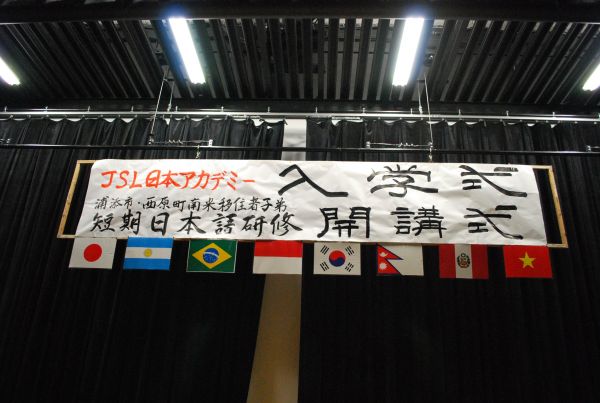 JSL日本アカデミー 入学式
浦添市・西原町南米移住者子弟
短期日本語研修 開講式